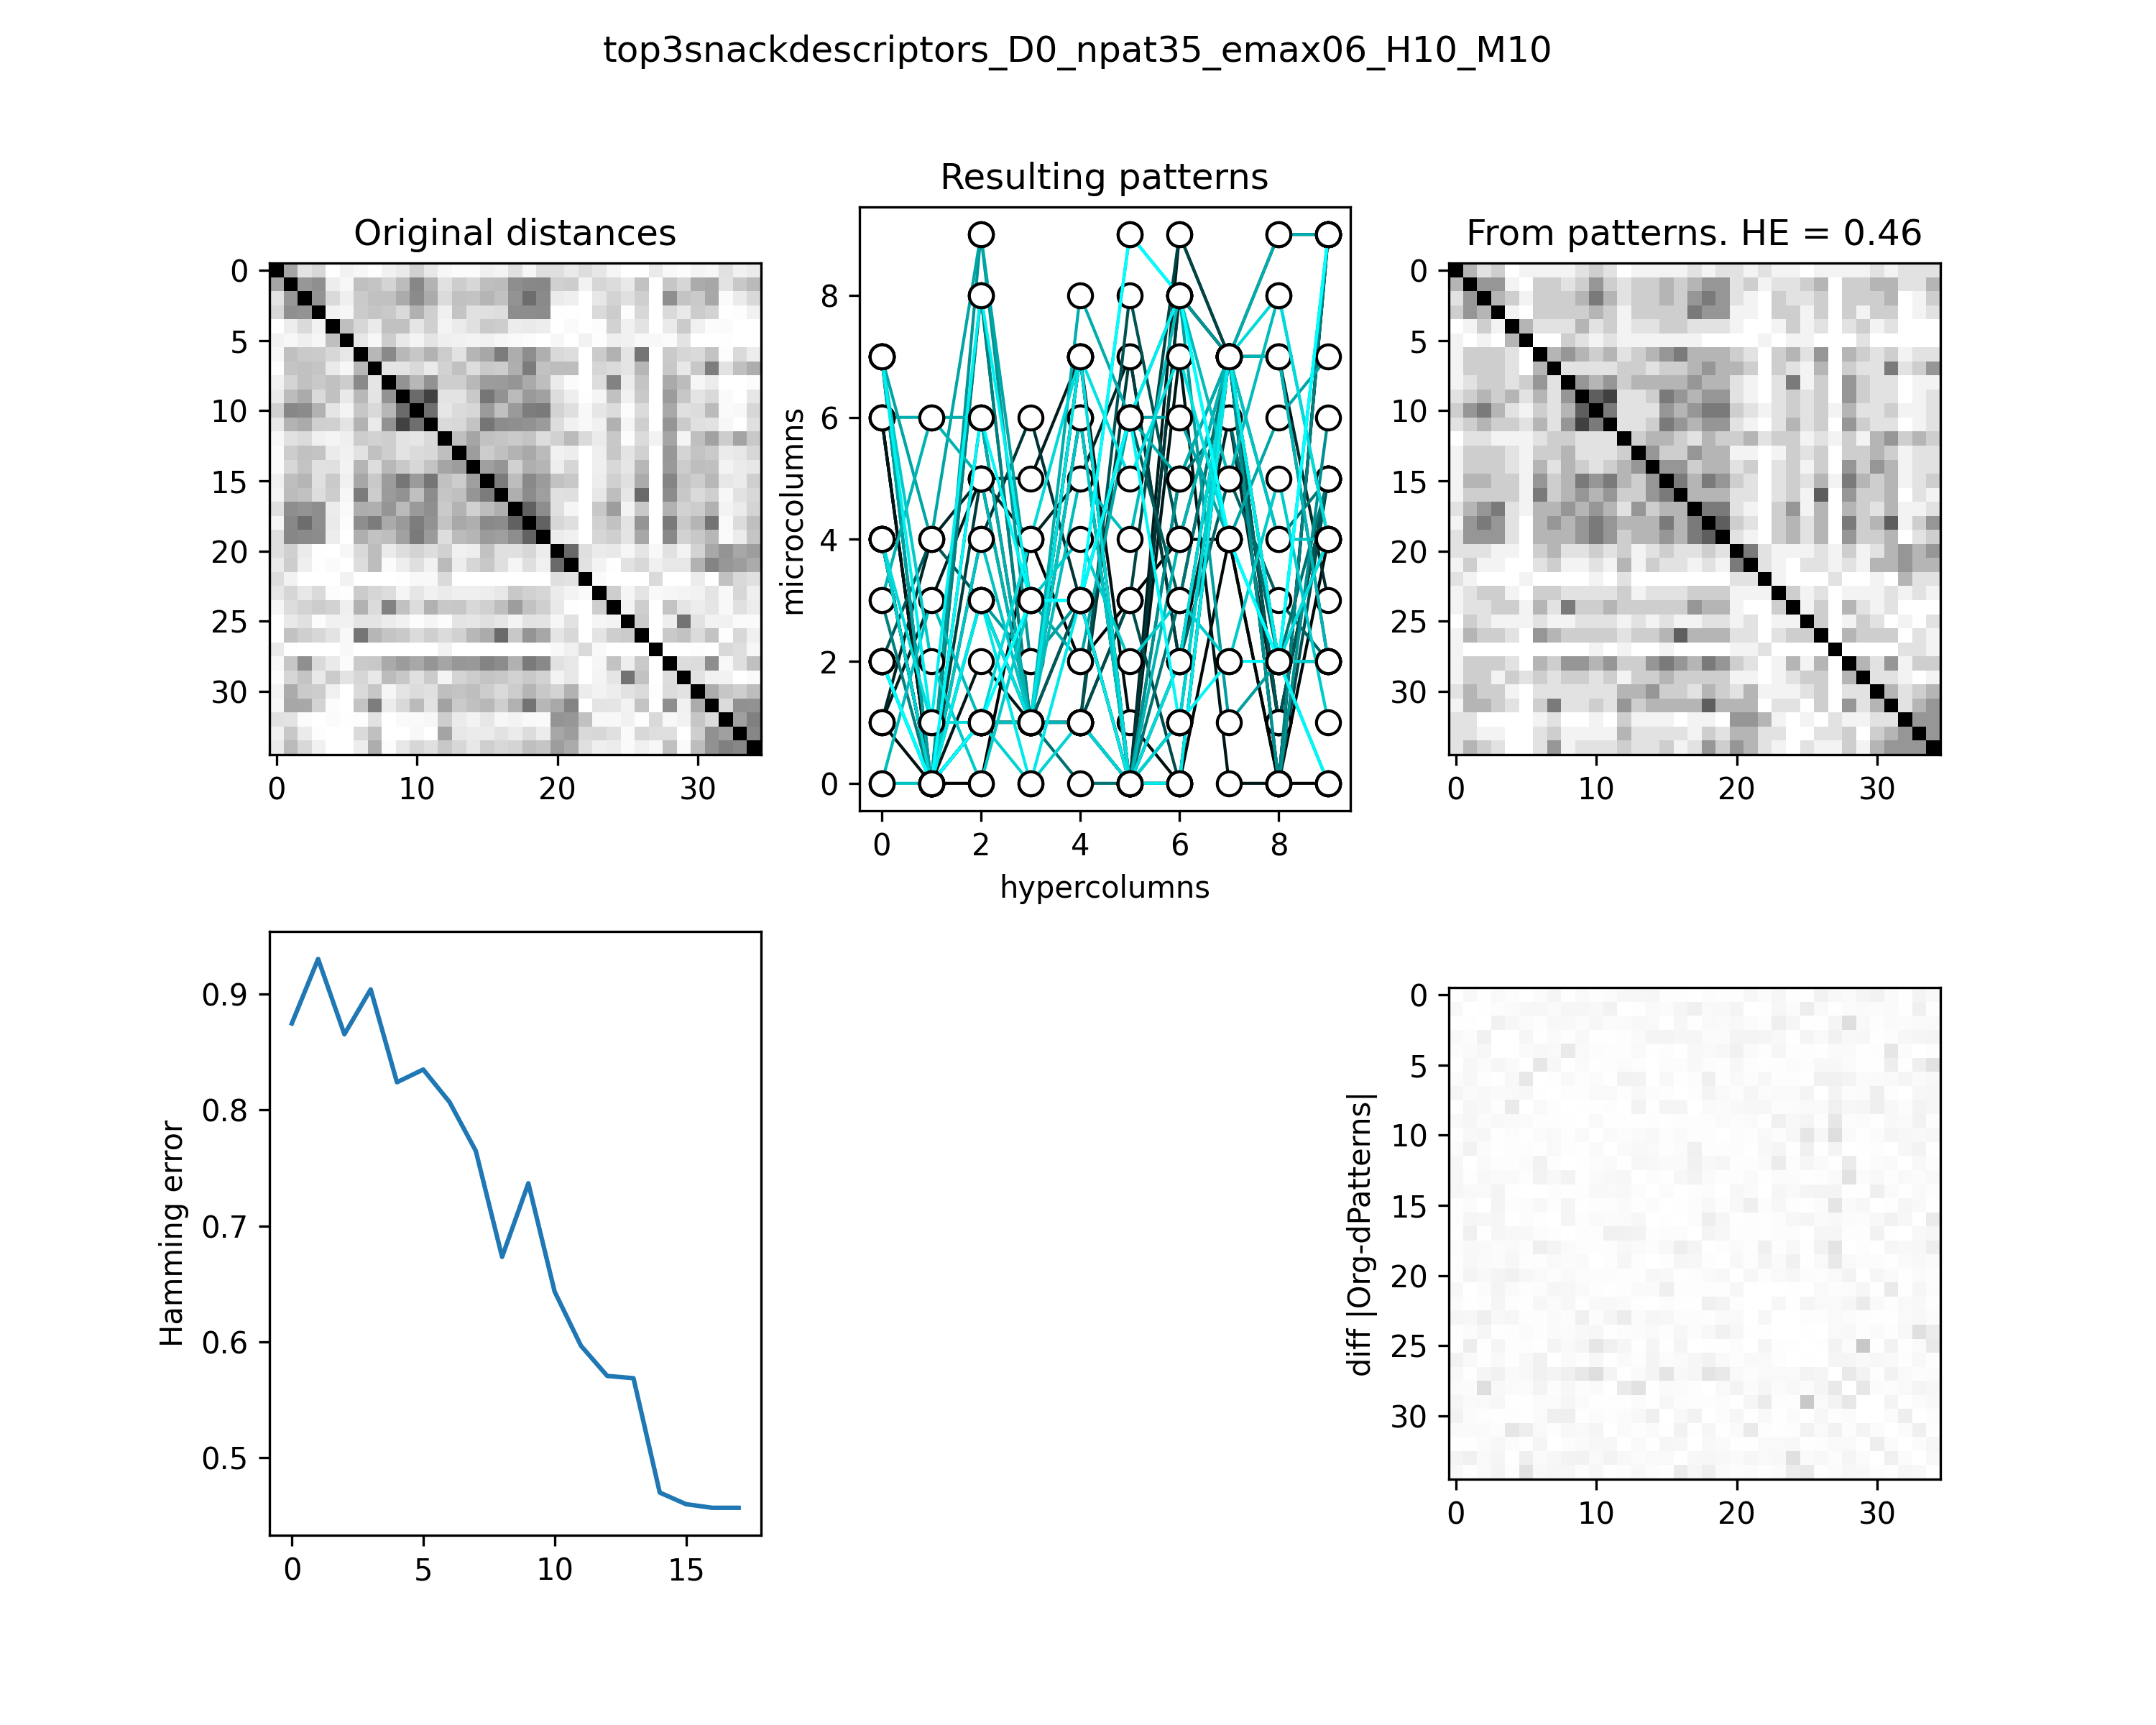 top3snackdescriptors_D0_npat35_emax06_H10_M10
Original distances
0
5
10
15
20
25
30
0 10 20 30
Resulting patterns
microcolumns
8
6
4
2
0
0 2 4 6 8
hypercolumns
From patterns. HE = 0.46
0
5
10
15
20
25
30
0 10 20 30
Hamming error
0.9
0.8
0.7
0.6
0.5
0 5 10 15
diff |Org-dPatterns|
0
5
10
15
20
25
30
0 10 20 30